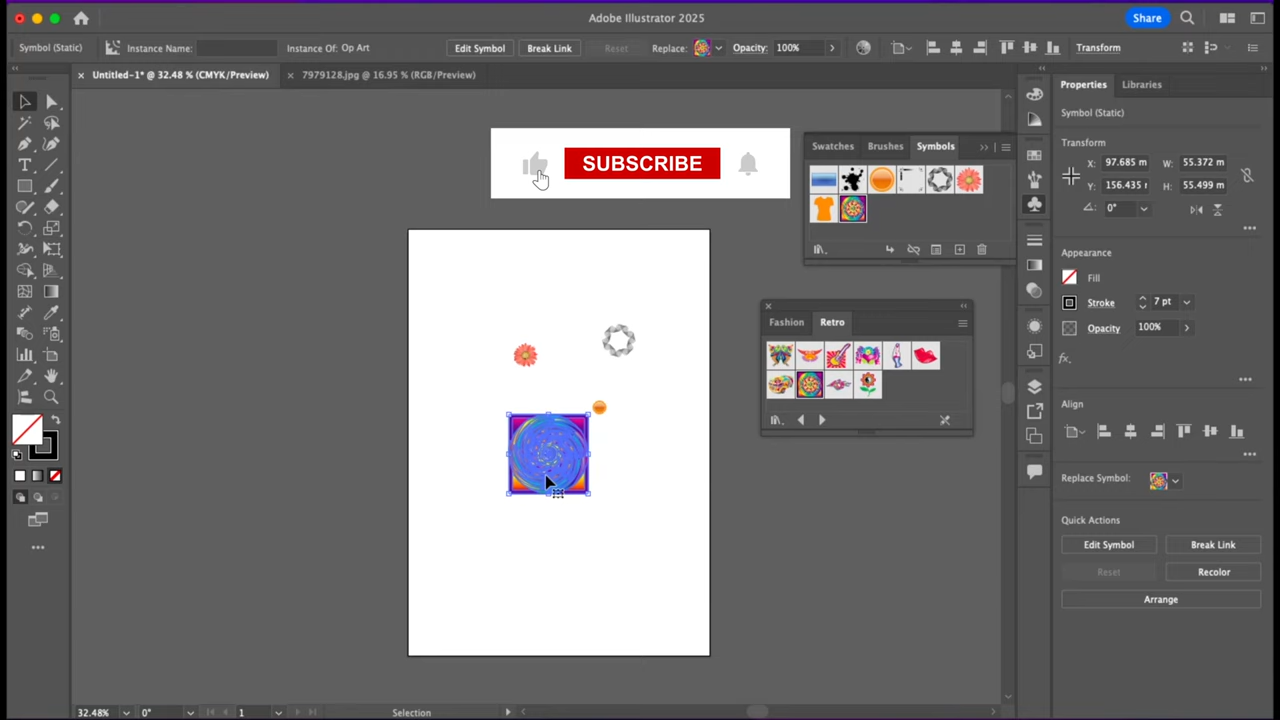 Adobe Illustrator 2025
Share
Symbol (Static) Instance Name: Instance Of: Op Art Edit Symbol Break Link Reset Replace: Opacity: 100% Transform
× Untitled-1* @ 32.48 % (CMYK/Preview) × 7979128.jpg @ 16.95 % (RGB/Preview)
SUBSCRIBE
Swatches Brushes Symbols
Fashion Retro
Properties Libraries
Symbol (Static)
Transform
X: 97.685 m W: 55.372 m
Y: 156.435 H: 55.499 m
0°
Appearance
Fill
Stroke 7 pt
Opacity 100%
fx.
Align
Replace Symbol:
Quick Actions
Edit Symbol Break Link
Reset Recolor
Arrange
32.48% 0° 1 Selection